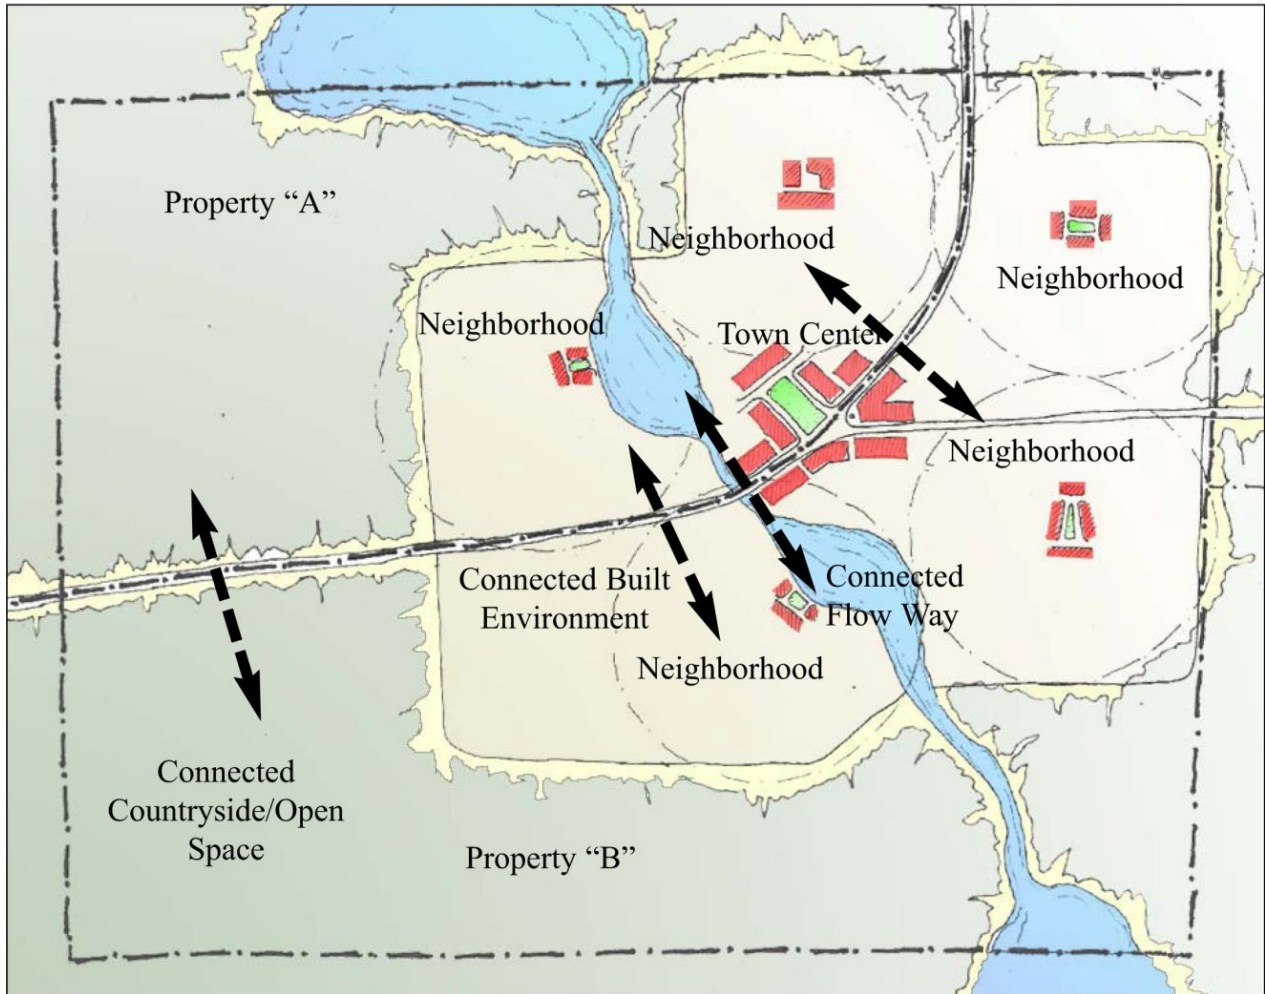 Property “A”
Neighborhood
Neighborhood
Neighborhood
Town Center
Neighborhood
Connected Built
Environment
Connected
Flow Way
Neighborhood
Connected
Countryside/Open
Space
Property “B”